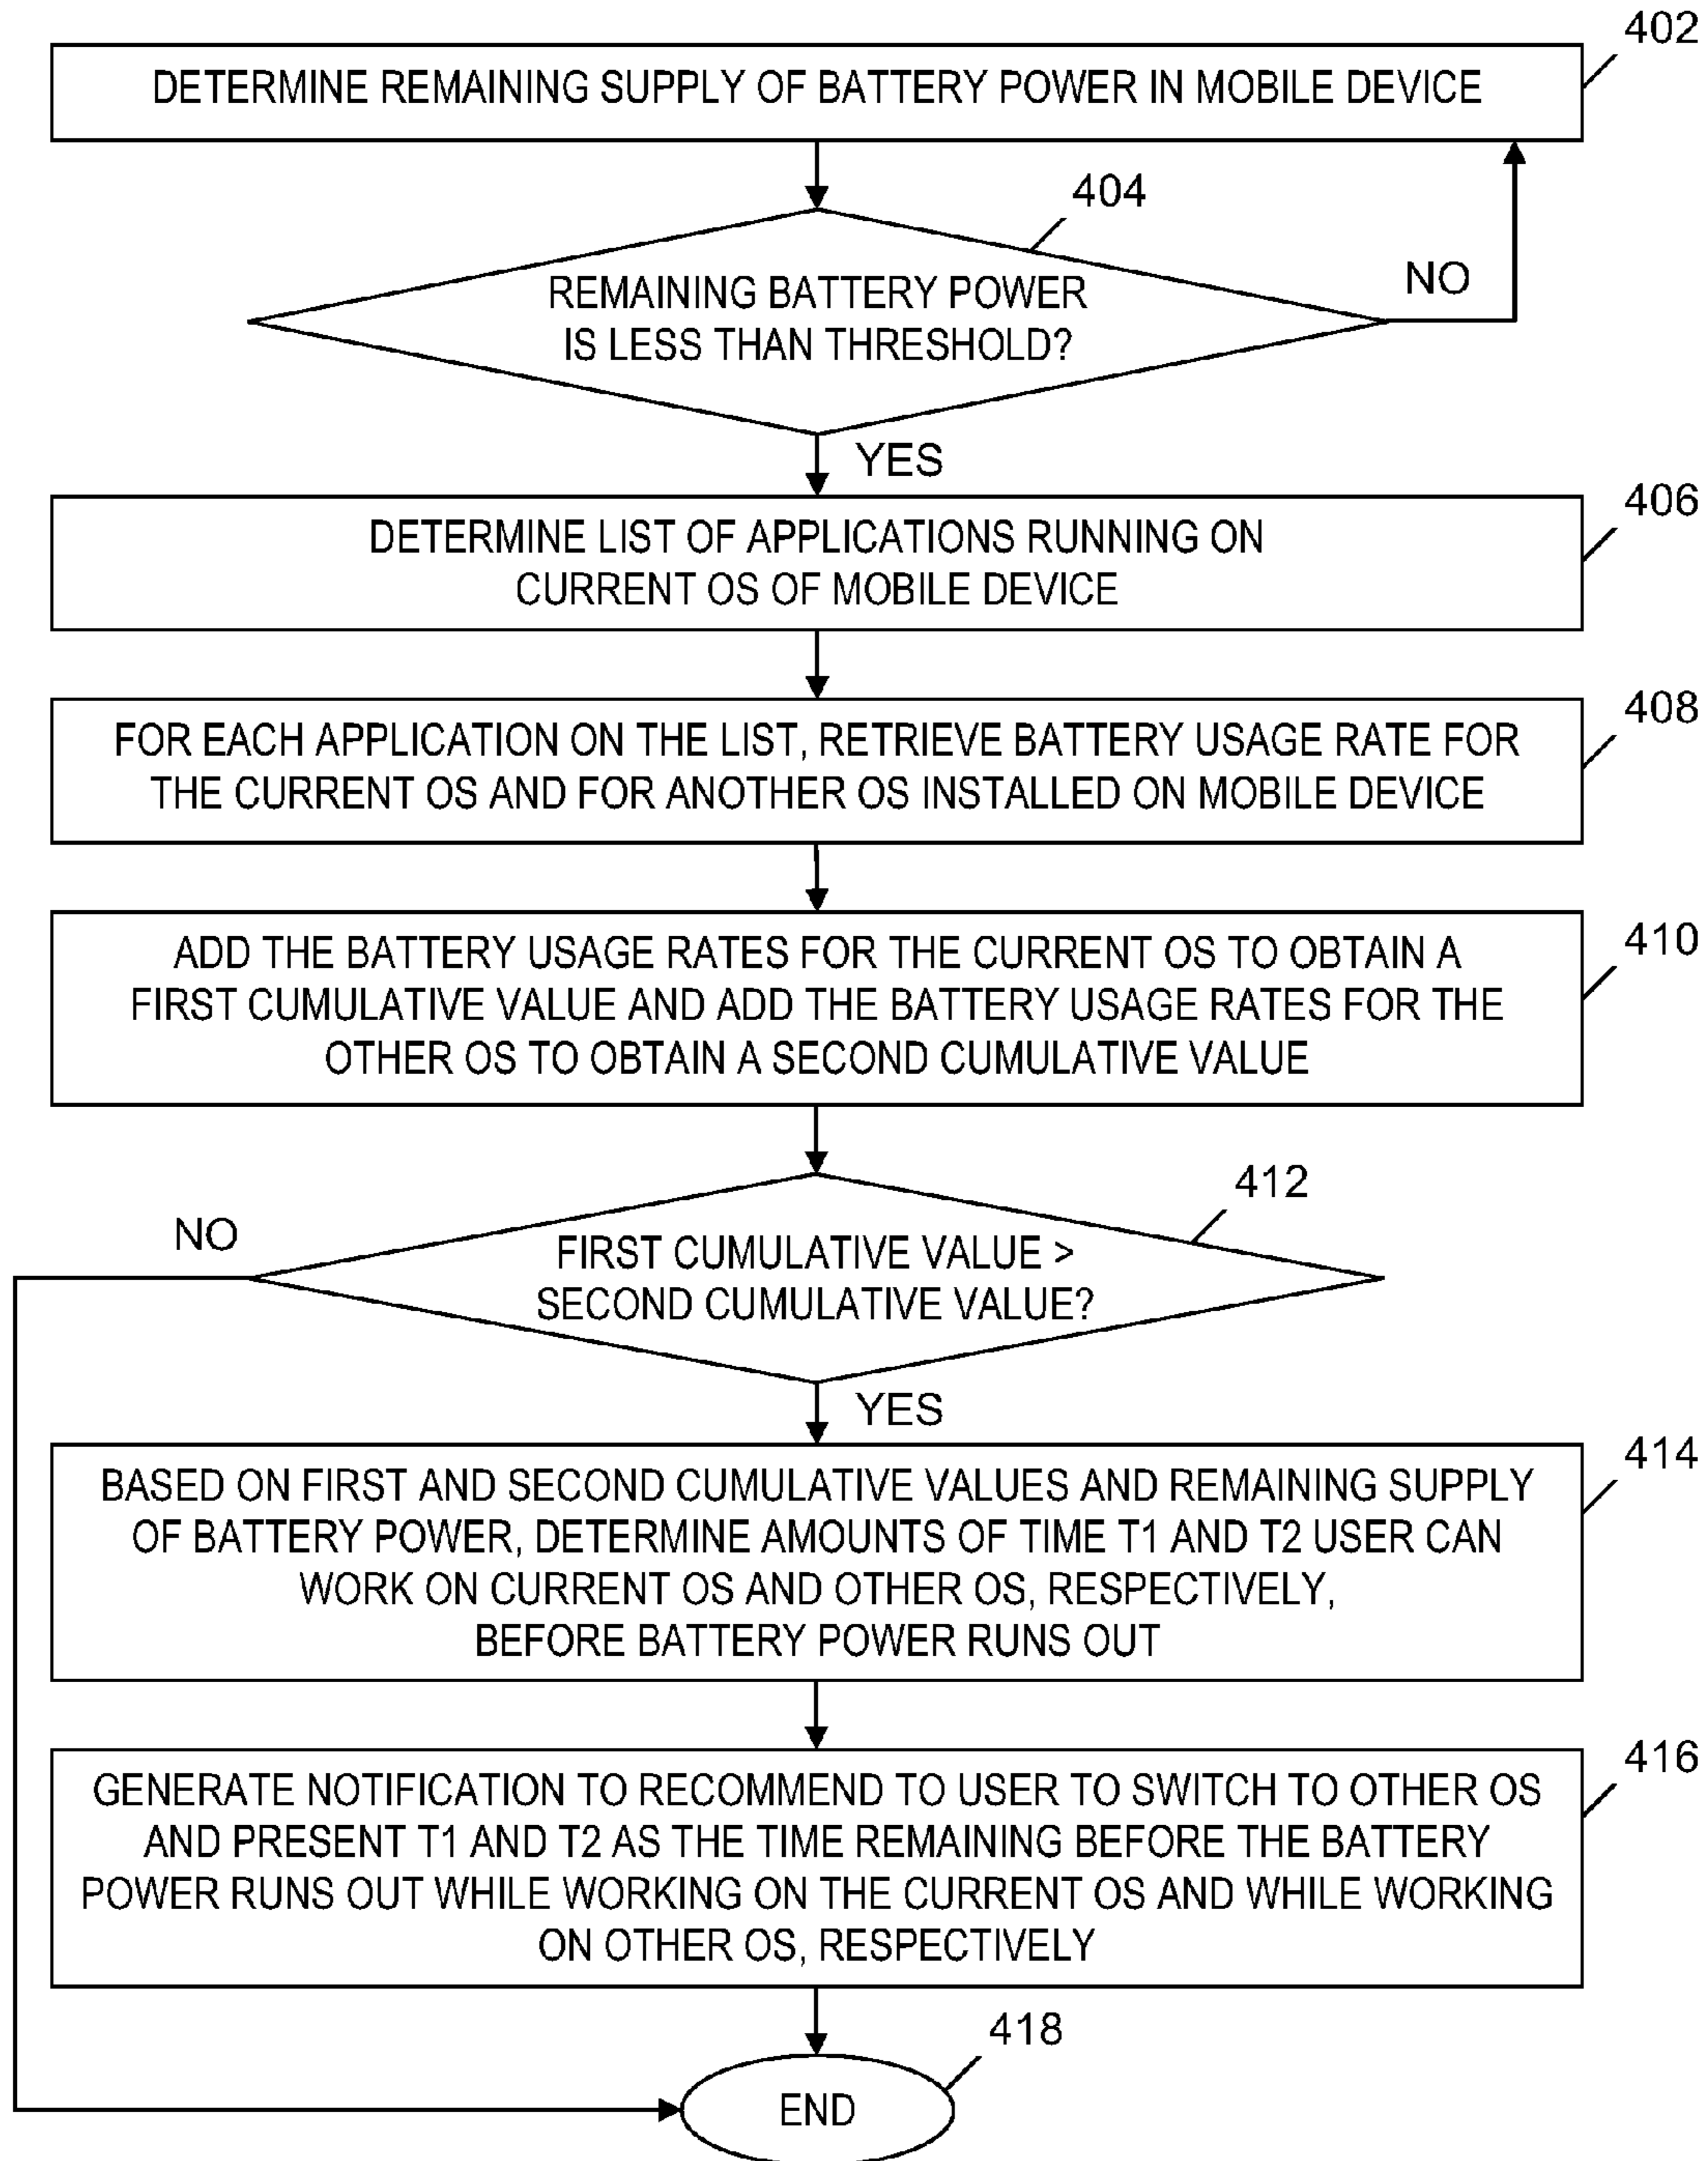 402
DETERMINE REMAINING SUPPLY OF BATTERY POWER IN MOBILE DEVICE
404
REMAINING BATTERY POWER
IS LESS THAN THRESHOLD?
NO
YES
406
DETERMINE LIST OF APPLICATIONS RUNNING ON
CURRENT OS OF MOBILE DEVICE
408
FOR EACH APPLICATION ON THE LIST, RETRIEVE BATTERY USAGE RATE FOR
THE CURRENT OS AND FOR ANOTHER OS INSTALLED ON MOBILE DEVICE
410
ADD THE BATTERY USAGE RATES FOR THE CURRENT OS TO OBTAIN A
FIRST CUMULATIVE VALUE AND ADD THE BATTERY USAGE RATES FOR THE
OTHER OS TO OBTAIN A SECOND CUMULATIVE VALUE
412
NO
FIRST CUMULATIVE VALUE >
SECOND CUMULATIVE VALUE?
YES
414
BASED ON FIRST AND SECOND CUMULATIVE VALUES AND REMAINING SUPPLY
OF BATTERY POWER, DETERMINE AMOUNTS OF TIME T1 AND T2 USER CAN
WORK ON CURRENT OS AND OTHER OS, RESPECTIVELY,
BEFORE BATTERY POWER RUNS OUT
416
GENERATE NOTIFICATION TO RECOMMEND TO USER TO SWITCH TO OTHER OS
AND PRESENT T1 AND T2 AS THE TIME REMAINING BEFORE THE BATTERY
POWER RUNS OUT WHILE WORKING ON THE CURRENT OS AND WHILE WORKING
ON OTHER OS, RESPECTIVELY
418
END